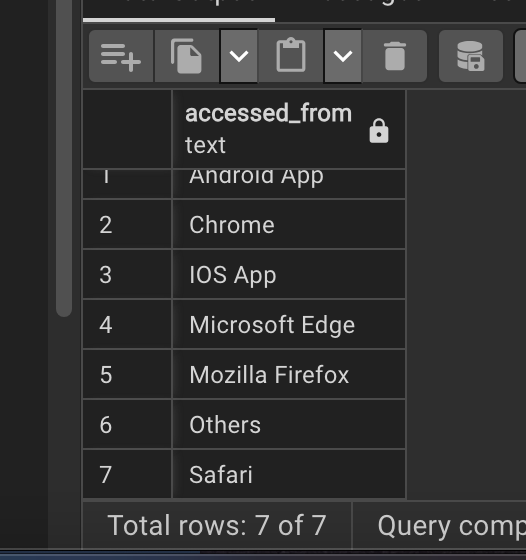 accessed_from
text
1 Android App
2 Chrome
3 IOS App
4 Microsoft Edge
5 Mozilla Firefox
6 Others
7 Safari
Total rows: 7 of 7
Query comp